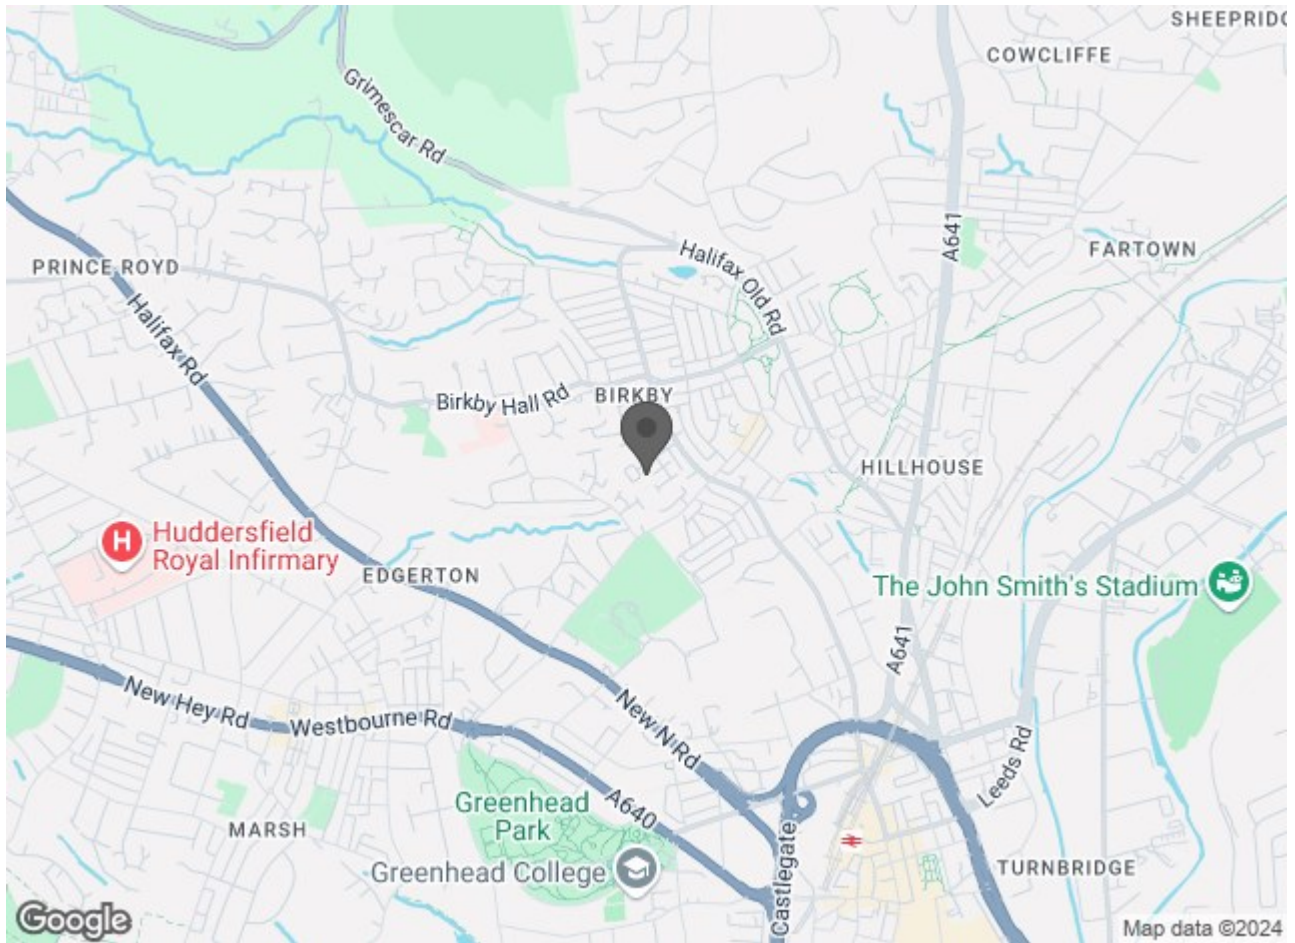 SHEEPRIDG
COWCLIFFE
Grimescar Rd
A641
FARTOWN
Halifax Old Rd
PRINCE ROYD
Halifax Rd
Birkby Hall Rd
BIRKBY
HILLHOUSE
H
Huddersfield
Royal Infirmary
EDGERTON
The John Smith's Stadium
A641
New Hey Rd
Westbourne Rd
New N Rd
Leeds Rd
Greenhead
Park
A640
MARSH
Castlegate
Greenhead College
TURNBRIDGE
Google
Map data ©2024